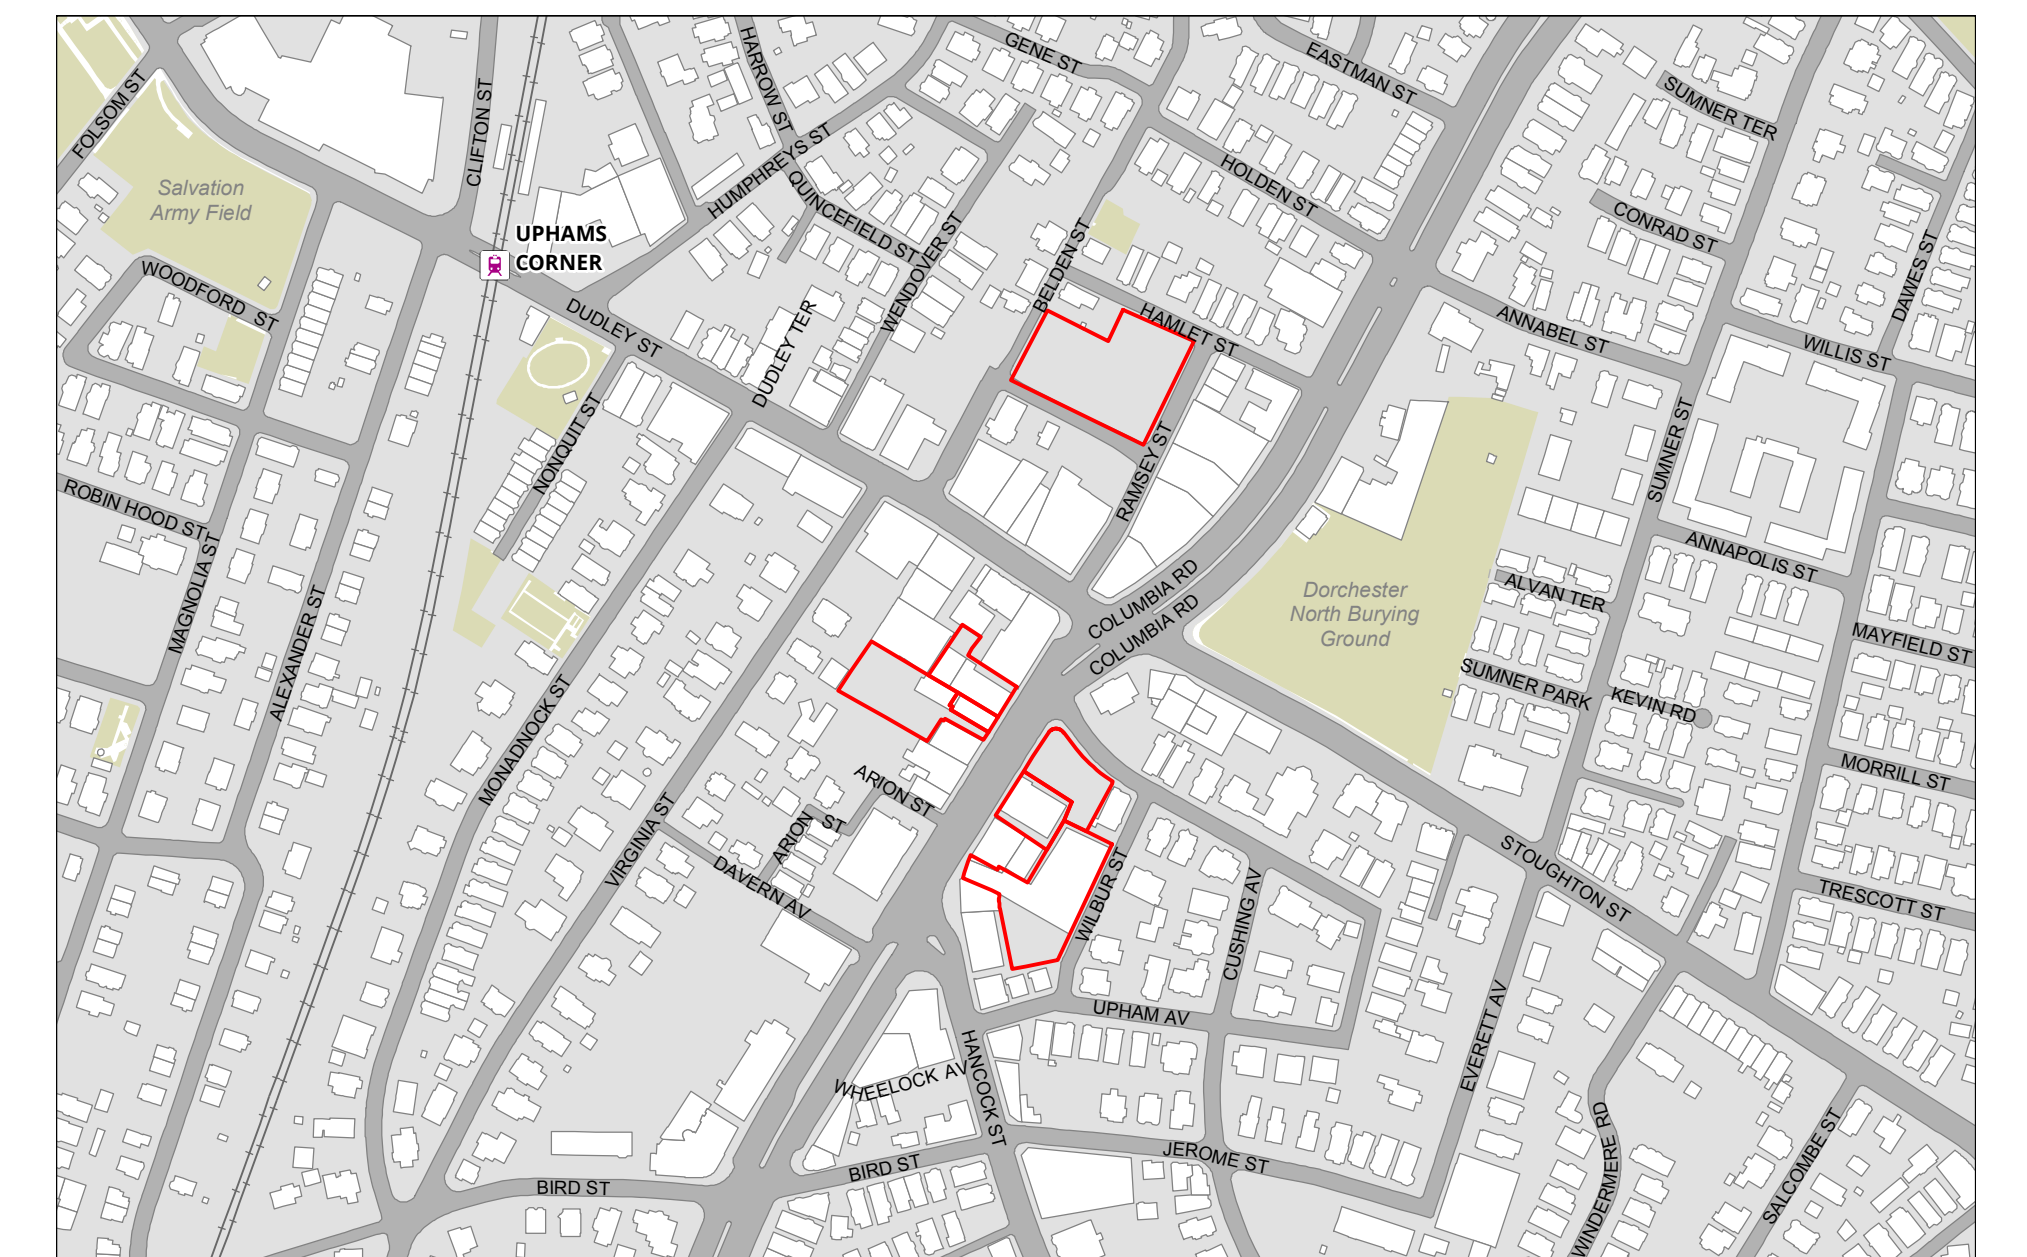 GENE ST
EASTMAN ST
HARROW ST
FOLSOM ST
CLIFTON ST
SUMNER TER
HUMPHREYS ST
HOLDEN ST
Salvation
Army Field
QUINCEFIELD ST
CONRAD ST
UPHAMS
CORNER
WENDOVER ST
BELDEN ST
DAWES ST
WOODFORD ST
DUDLEY ST
DUDLEY TER
HAMLET ST
ANNABEL ST
WILLIS ST
NONQUIT ST
RAMSEY ST
SUMNER ST
ROBIN HOOD ST
MAGNOLIA ST
ALEXANDER ST
COLUMBIA RD
COLUMBIA RD
Dorchester
North Burying
Ground
ANNAPOLIS ST
ALVAN TER
MAYFIELD ST
SUMNER PARK
KEVIN RD
MONADNOCK ST
MORRILL ST
ARION ST
ARION ST
VIRGINIA ST
DAVERN AV
WILBUR ST
CUSHING AV
STOUGHTON ST
TRESCOTT ST
UPHAM AV
EVERETT AV
HANCOCK ST
WHEELOCK AV
BIRD ST
BIRD ST
JEROME ST
WINDERMERE RD
SALCOMBE ST